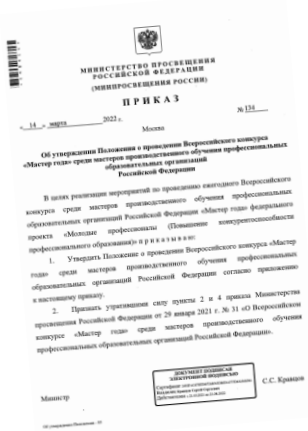 МИНИСТЕРСТВО ПРОСВЕЩЕНИЯ
РОССИЙСКОЙ ФЕДЕРАЦИИ
(МИНПРОСВЕЩЕНИЯ РОССИИ)
ПРИКАЗ
« 14 » марта 2022 г.
№ 134
Москва
Об утверждении Положения о проведении Всероссийского конкурса
«Мастер года» среди мастеров производственного обучения профессиональных
образовательных организаций
Российской Федерации
В целях реализации мероприятий по проведению ежегодного Всероссийского
конкурса среди мастеров производственного обучения профессиональных
образовательных организаций Российской Федерации «Мастер года» федерального
проекта «Молодые профессионалы (Повышение конкурентоспособности
профессионального образования)» приказываю:
1. Утвердить Положение о проведении Всероссийского конкурса «Мастер
года» среди мастеров производственного обучения профессиональных
образовательных организаций Российской Федерации согласно приложению
к настоящему приказу.
2. Признать утратившими силу пункты 2 и 4 приказа Министерства
просвещения Российской Федерации от 29 января 2021 г. № 31 «О Всероссийском
конкурсе «Мастер года» среди мастеров производственного обучения
профессиональных образовательных организаций Российской Федерации».
ДОКУМЕНТ ПОДПИСАН
ЭЛЕКТРОННОЙ ПОДПИСЬЮ
Министр
С.С. Кравцов